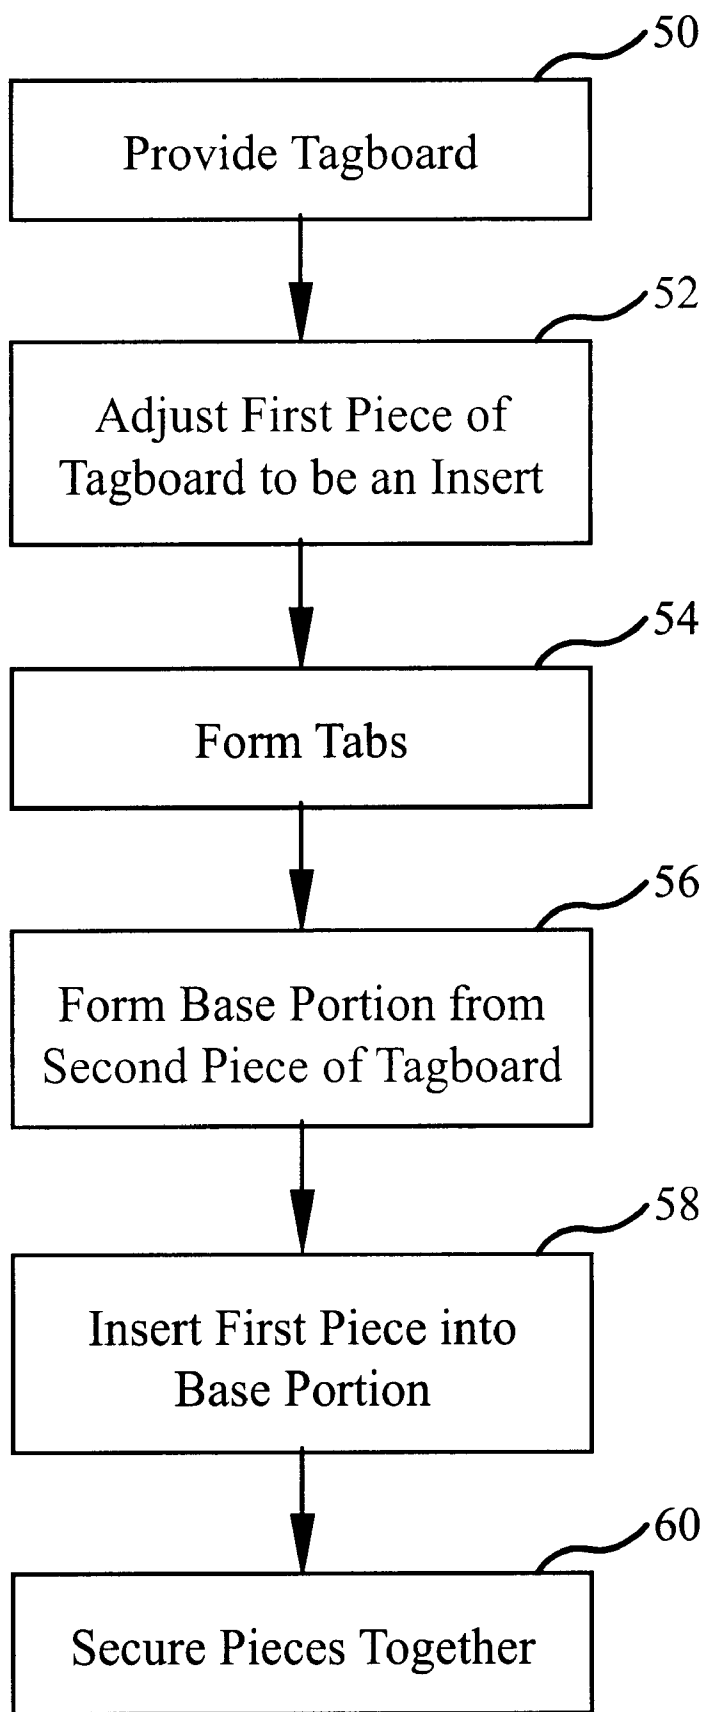 50
Provide Tagboard
52
Adjust First Piece of
Tagboard to be an Insert
54
Form Tabs
56
Form Base Portion from
Second Piece of Tagboard
58
Insert First Piece into
Base Portion
60
Secure Pieces Together